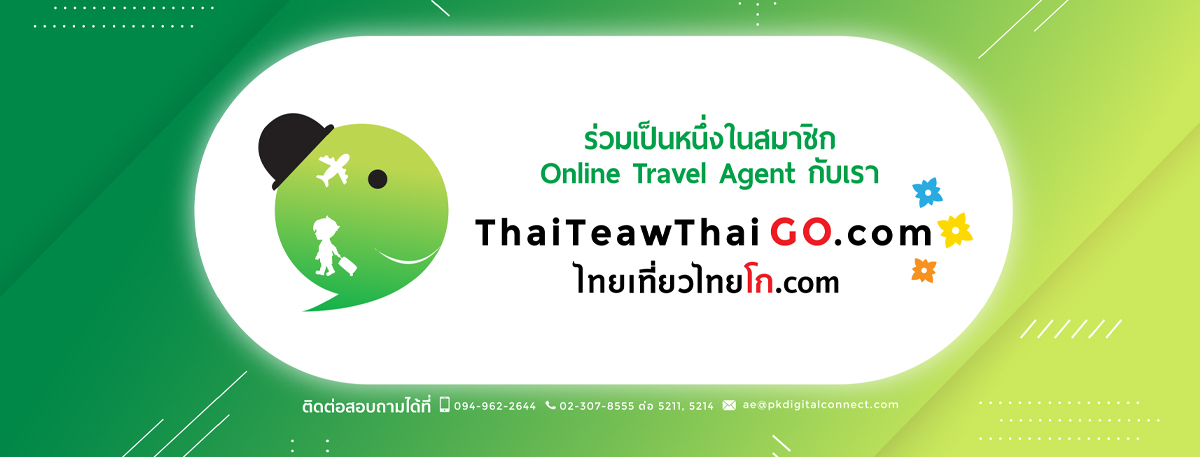 ร่วมเป็นหนึ่งในสมาชิก
Online Travel Agent กับเรา
ThaiTeawThaiGO.com
ไทยเที่ยวไทยโก.com
ติดต่อสอบถามได้ที่ 094-962-2644 02-307-8555 ต่อ 5211, 5214 ae@pkdigitalconnect.com